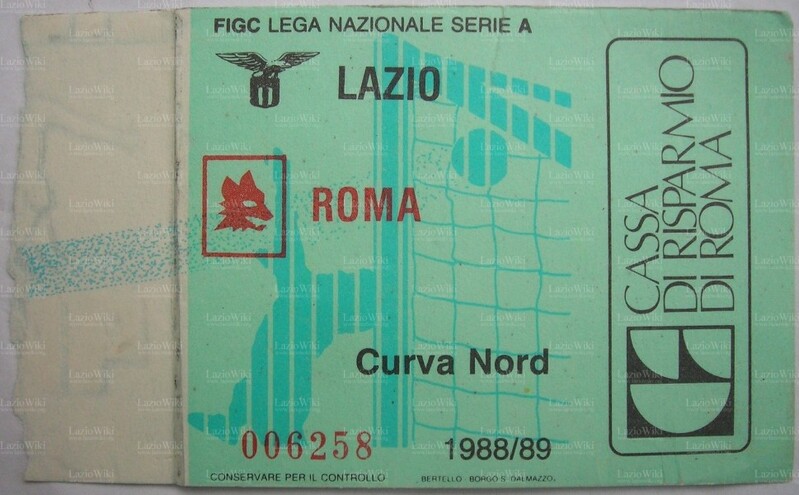 FIGC LEGA NAZIONALE SERIE A
LAZIO
ROMA
Curva Nord
006258
1988/89
CONSERVARE PER IL CONTROLLO
BERTELLO - BORGO S. DALMAZZO
CASSA
DI RISPARMIO
DI ROMA
LazioWiki